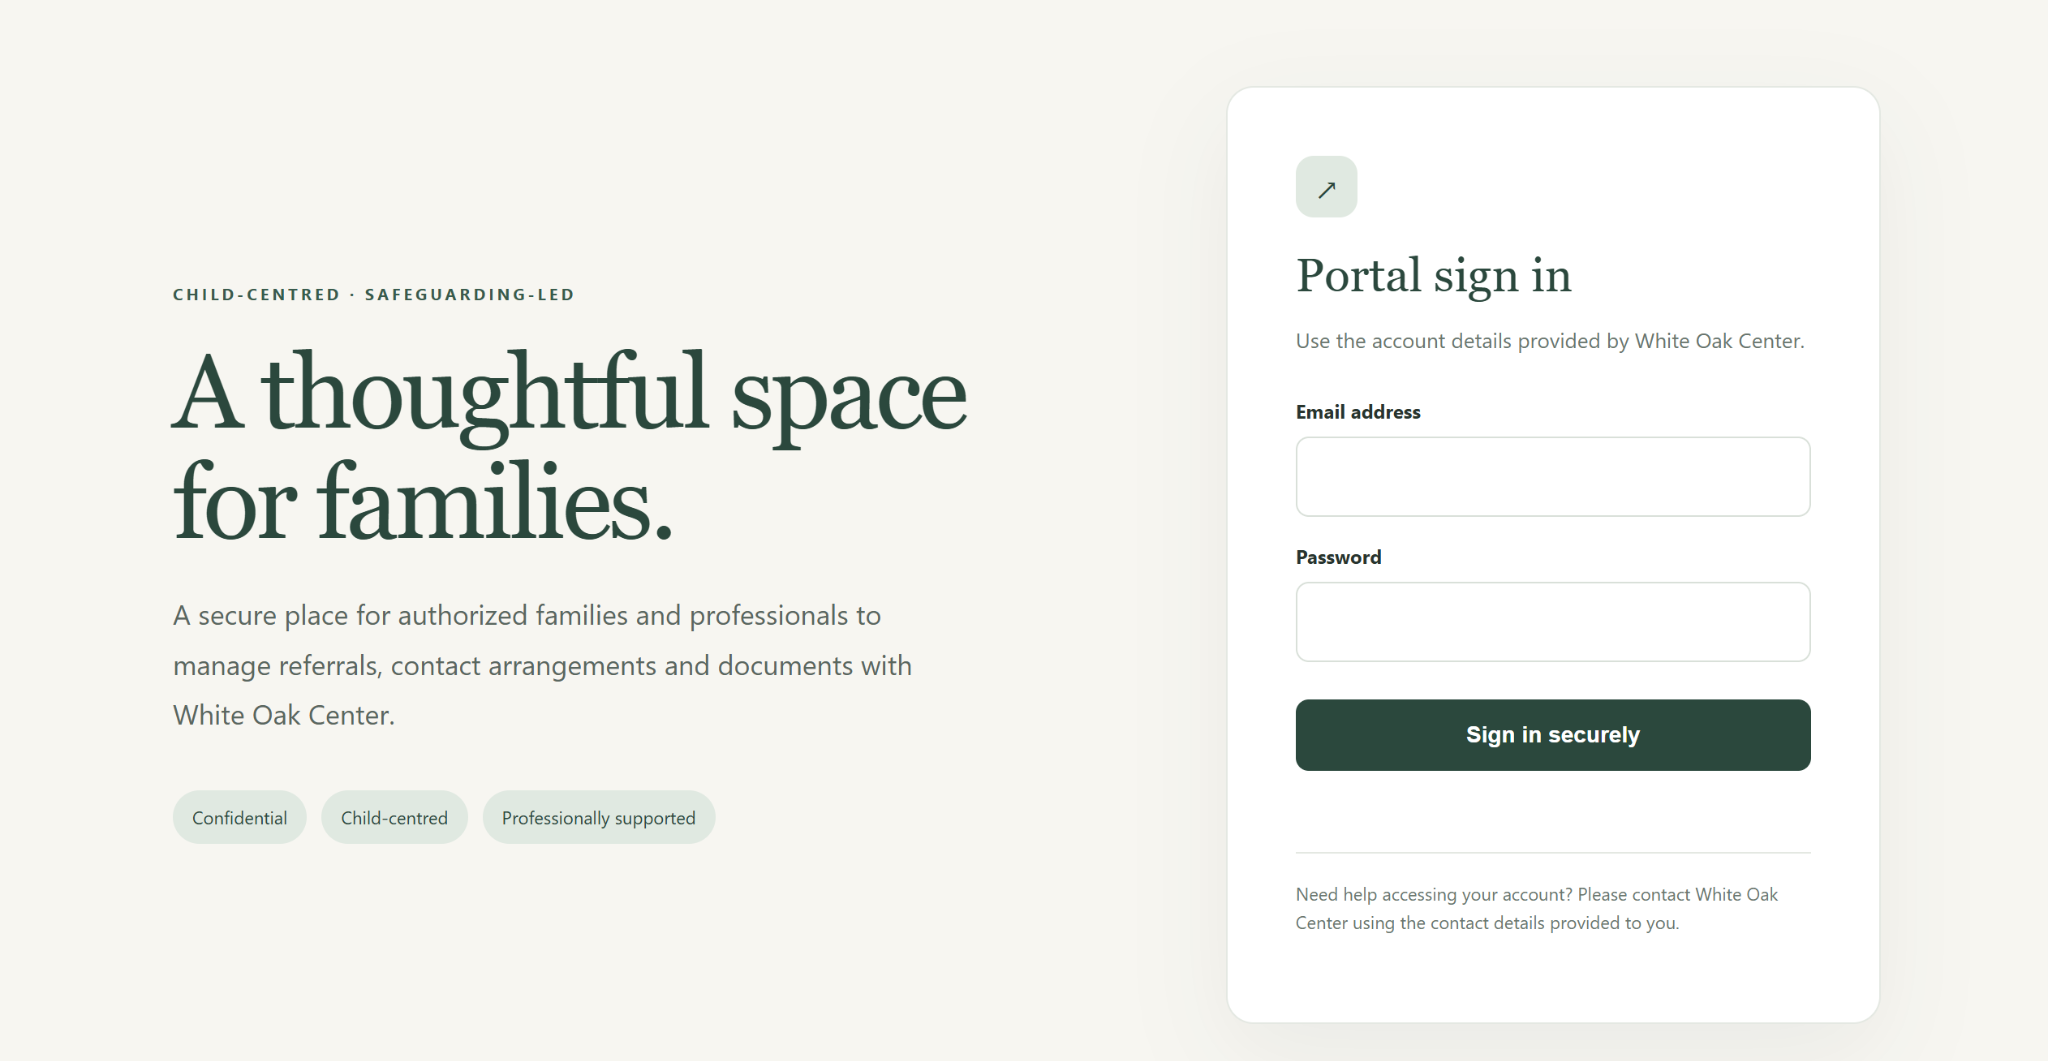 CHILD-CENTRED · SAFEGUARDING-LED
A thoughtful space
for families.
A secure place for authorized families and professionals to
manage referrals, contact arrangements and documents with
White Oak Center.
Confidential
Child-centred
Professionally supported
↗
Portal sign in
Use the account details provided by White Oak Center.
Email address
Password
Sign in securely
Need help accessing your account? Please contact White Oak
Center using the contact details provided to you.